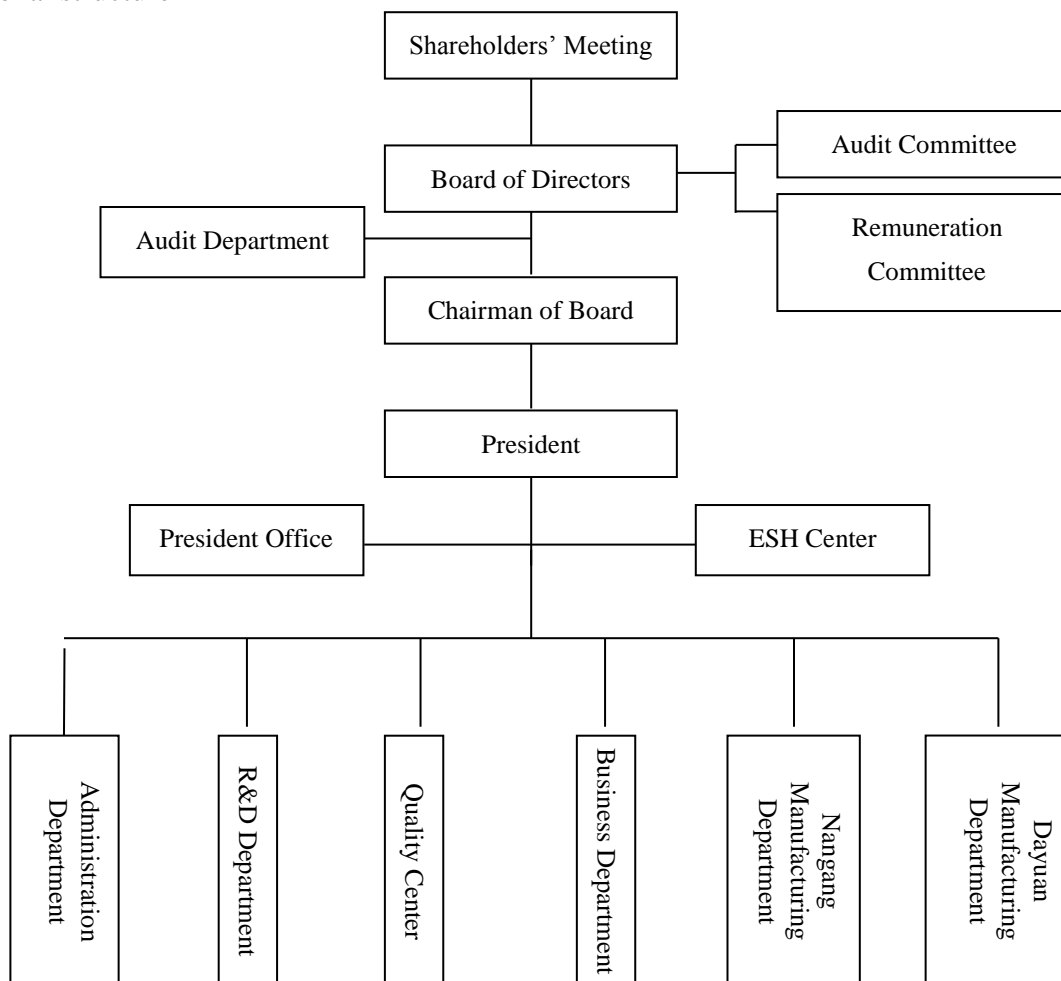 Shareholders’ Meeting
Audit Committee
Board of Directors
Remuneration
Committee
Audit Department
Chairman of Board
President
President Office
ESH Center
Administration
Department
R&D Department
Quality Center
Business Department
Nangang
Manufacturing
Department
Dayuan
Manufacturing
Department